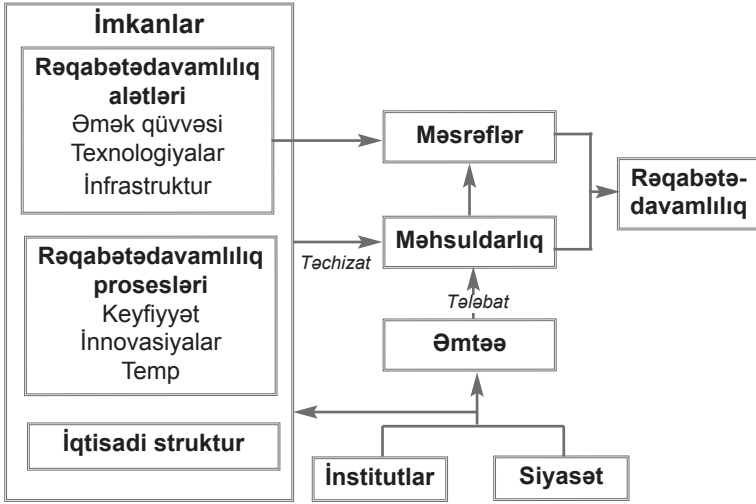 İmkanlar
Rəqabətədavamlılıq
alətləri
Əmək qüvvəsi
Texnologiyalar
İnfrastruktur
Rəqabətədavamlılıq
prosesləri
Keyfiyyət
İnnovasiyalar
Temp
İqtisadi struktur
Məsrəflər
Məhsuldarlıq
Təchizat
Tələbat
Əmtəə
İnstitutlar
Siyasət
Rəqabətə-
davamlılıq